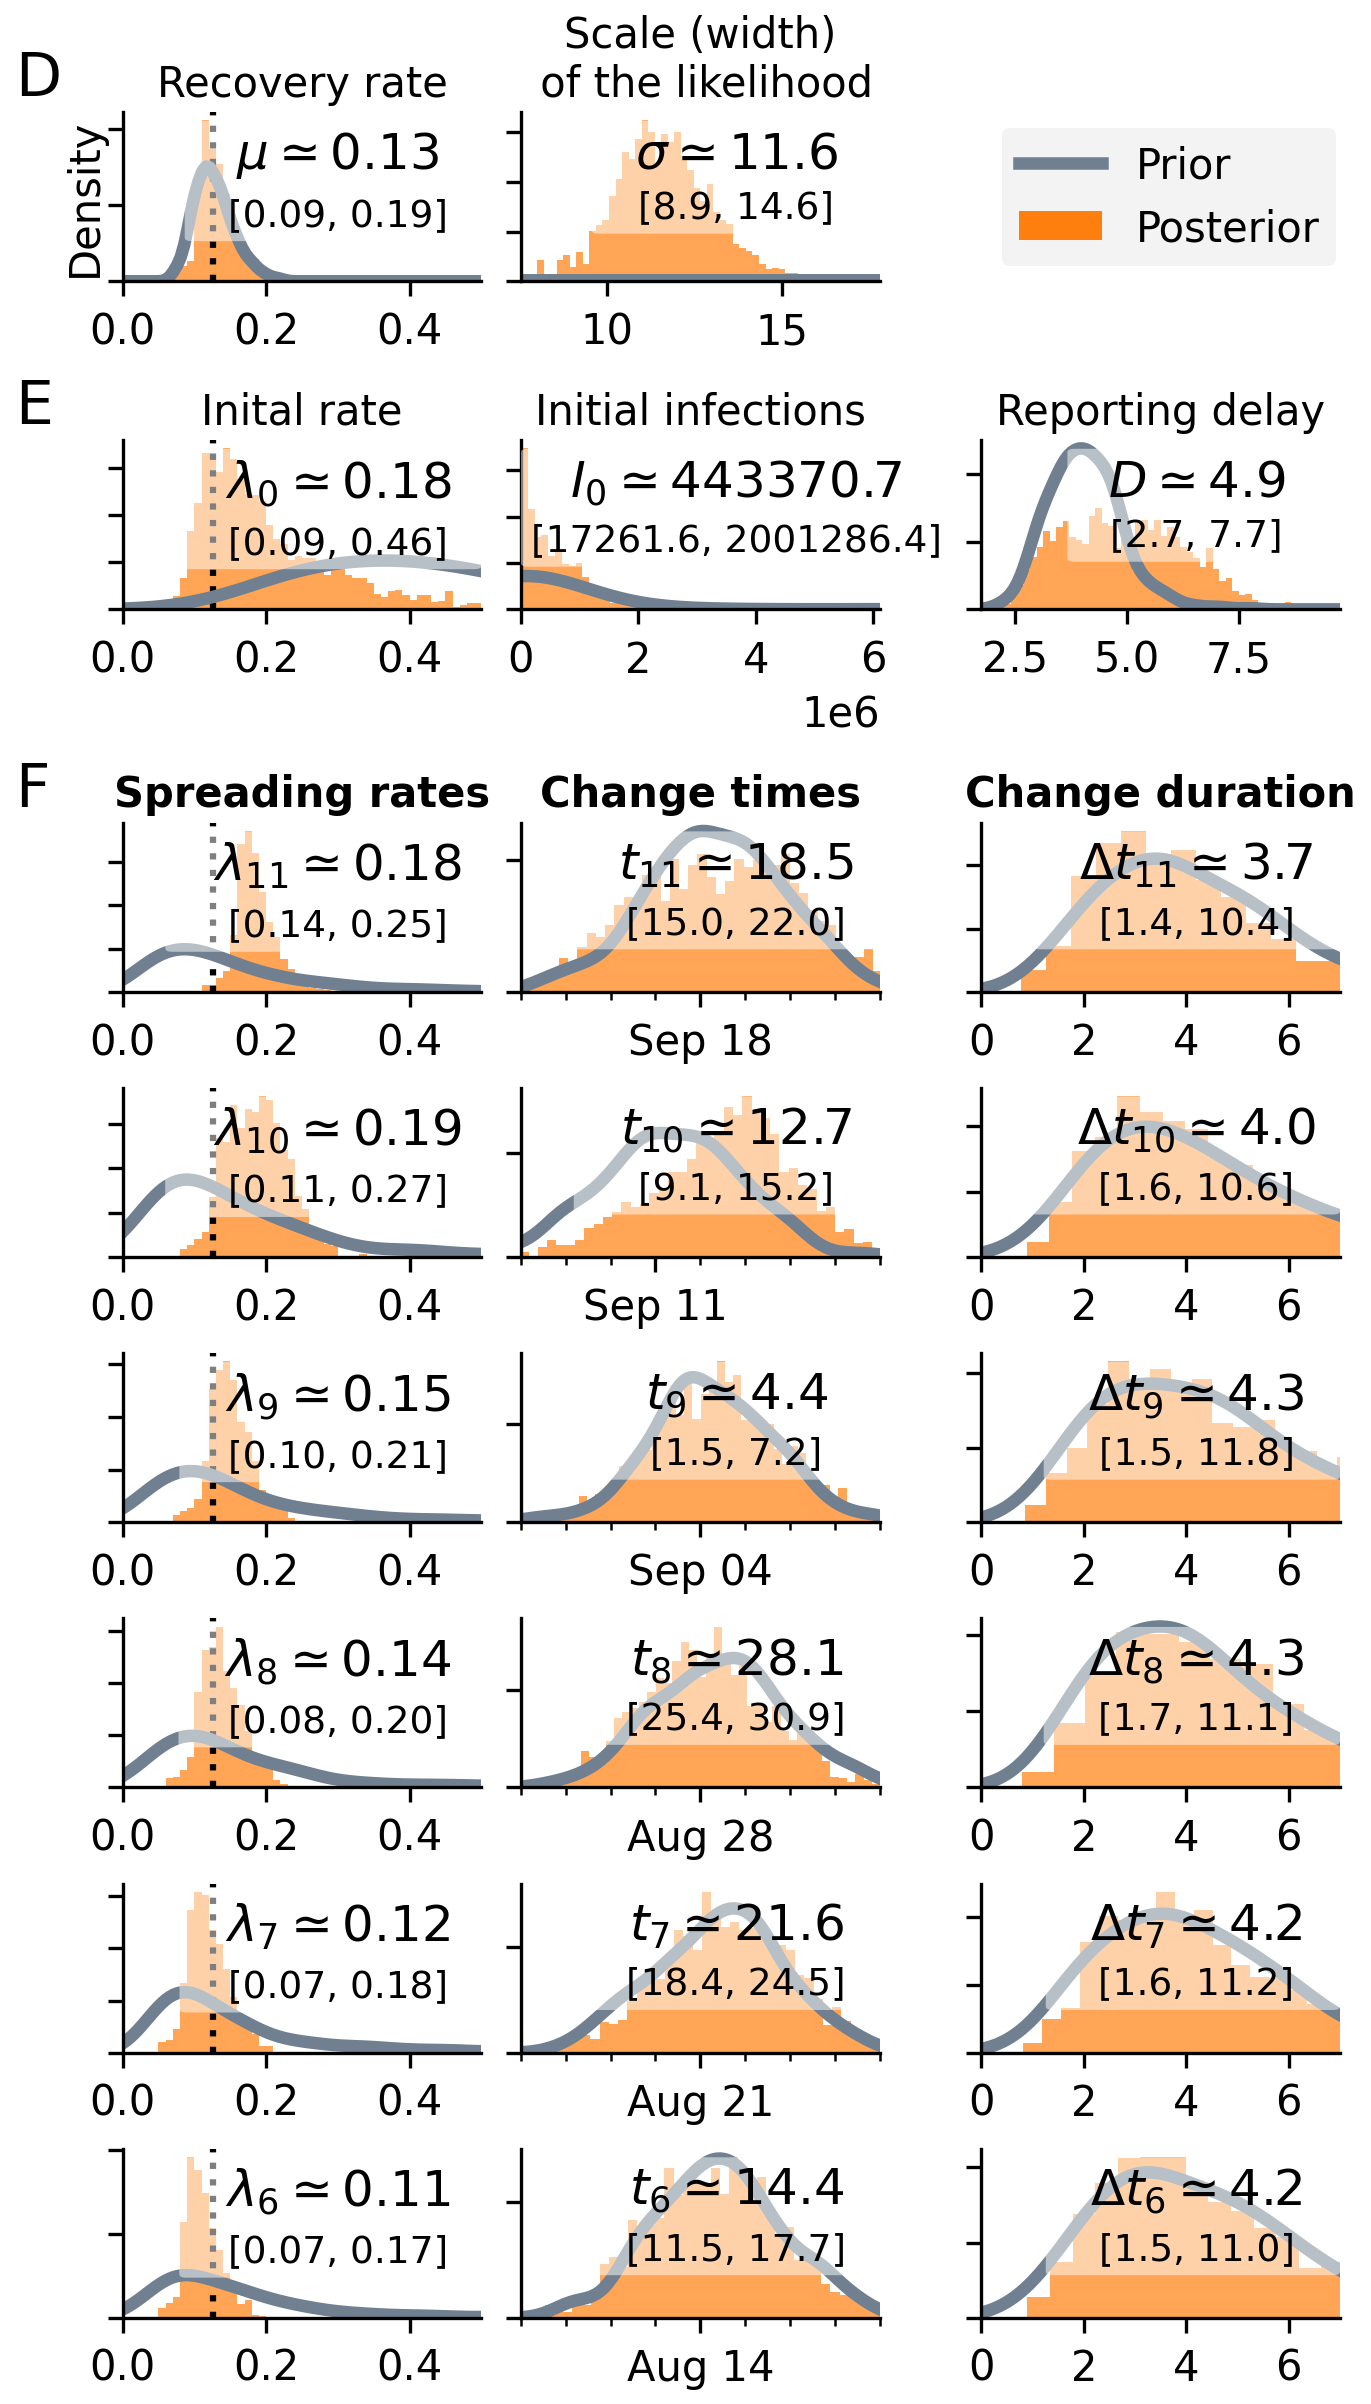 D
Recovery rate
Scale (width)
of the likelihood
Density
μ ≃ 0.13
[0.09, 0.19]
0.0 0.2 0.4
σ ≃ 11.6
[8.9, 14.6]
10 15
Prior
Posterior
E
Inital rate
λ₀ ≃ 0.18
[0.09, 0.46]
0.0 0.2 0.4
Initial infections
I₀ ≃ 443370.7
[17261.6, 2001286.4]
0 2 4 6
1e6
Reporting delay
D ≃ 4.9
[2.7, 7.7]
2.5 5.0 7.5
F
Spreading rates
Change times
Change duration
λ₁₁ ≃ 0.18
[0.14, 0.25]
0.0 0.2 0.4
t₁₁ ≃ 18.5
[15.0, 22.0]
Sep 18
Δt₁₁ ≃ 3.7
[1.4, 10.4]
0 2 4 6
λ₁₀ ≃ 0.19
[0.11, 0.27]
0.0 0.2 0.4
t₁₀ ≃ 12.7
[9.1, 15.2]
Sep 11
Δt₁₀ ≃ 4.0
[1.6, 10.6]
0 2 4 6
λ₉ ≃ 0.15
[0.10, 0.21]
0.0 0.2 0.4
t₉ ≃ 4.4
[1.5, 7.2]
Sep 04
Δt₉ ≃ 4.3
[1.5, 11.8]
0 2 4 6
λ₈ ≃ 0.14
[0.08, 0.20]
0.0 0.2 0.4
t₈ ≃ 28.1
[25.4, 30.9]
Aug 28
Δt₈ ≃ 4.3
[1.7, 11.1]
0 2 4 6
λ₇ ≃ 0.12
[0.07, 0.18]
0.0 0.2 0.4
t₇ ≃ 21.6
[18.4, 24.5]
Aug 21
Δt₇ ≃ 4.2
[1.6, 11.2]
0 2 4 6
λ₆ ≃ 0.11
[0.07, 0.17]
0.0 0.2 0.4
t₆ ≃ 14.4
[11.5, 17.7]
Aug 14
Δt₆ ≃ 4.2
[1.5, 11.0]
0 2 4 6